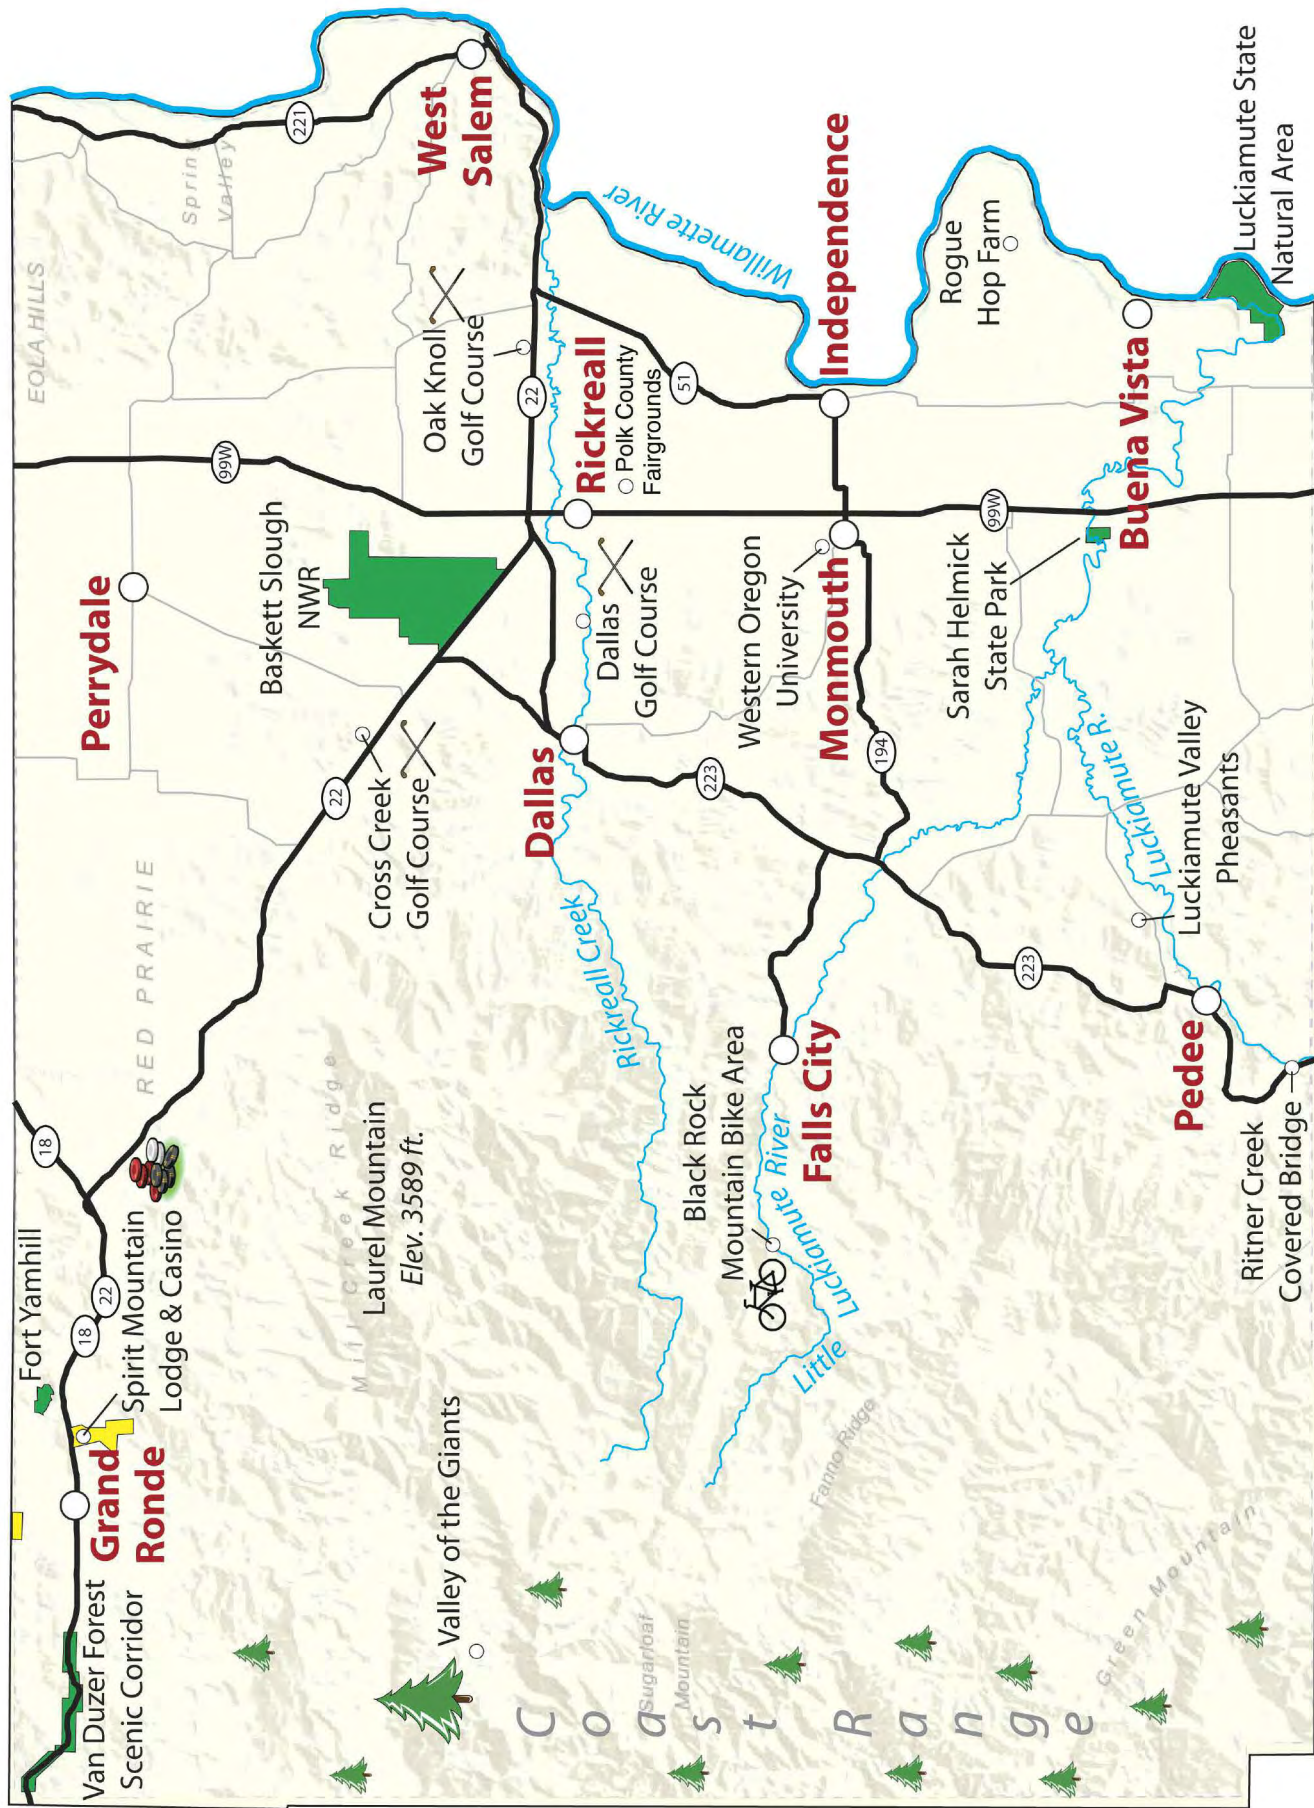 Van Duzer Forest
Scenic Corridor
Grand
Ronde
Fort Yamhill
Spirit Mountain
Lodge & Casino
18
22
18
RED PRAIRIE
Perrydale
99W
EOLA HILLS
Spring
Valley
221
West
Salem
Valley of the Giants
Mill Creek Ridge
Laurel Mountain
Elev. 3589 ft.
22
Cross Creek
Golf Course
Baskett Slough
NWR
Oak Knoll
Golf Course
22
Rickreall
Polk County
Fairgrounds
51
Willamette River
Dallas
Dallas
Golf Course
Rickreall Creek
223
Coast Range
Sugarloaf
Mountain
Black Rock
Mountain Bike Area
Little Luckiamute River
Falls City
Fanno Ridge
Western Oregon
University
Monmouth
194
Independence
Rogue
Hop Farm
99W
Sarah Helmick
State Park
223
Luckiamute R.
Luckiamute Valley
Pheasants
Pedee
Buena Vista
Green Mountain
Ritner Creek
Covered Bridge
Luckiamute State
Natural Area